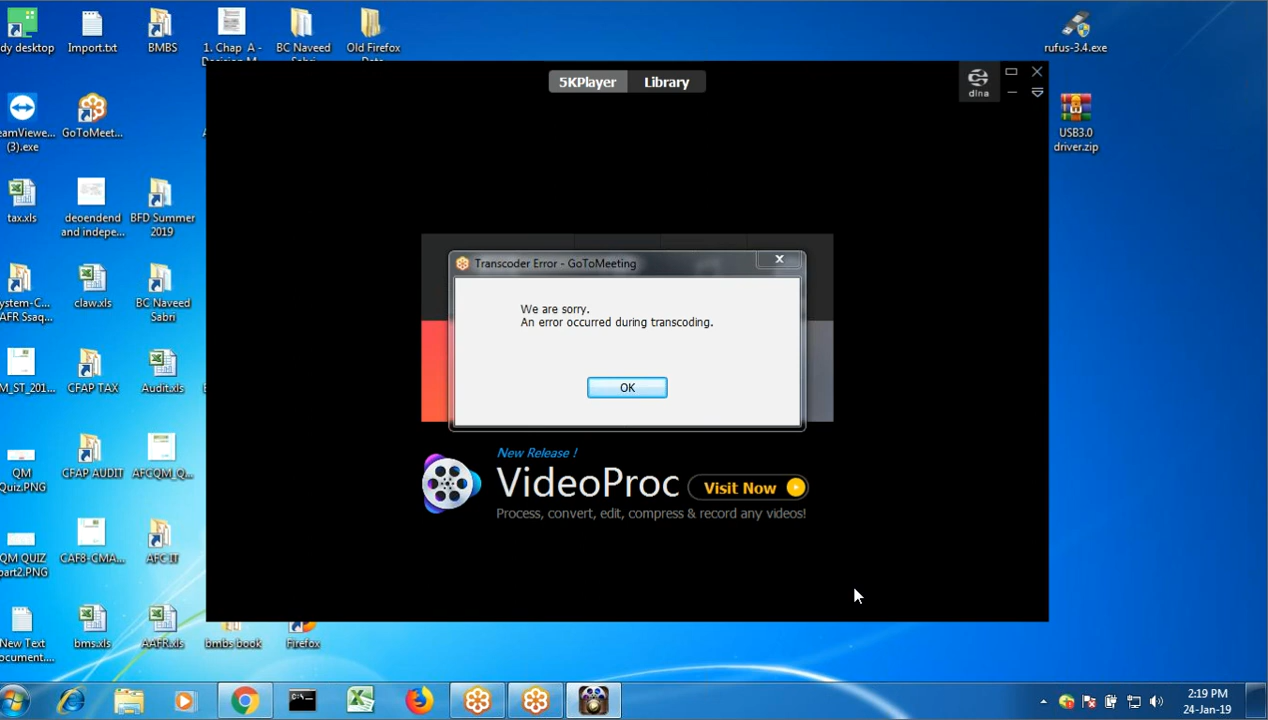 dy desktop
Import.txt
BMBS
1. Chap A -
Decision M...
BC Naveed
Sabri
Old Firefox
Data
rufus-3.4.exe
5KPlayer
Library
dlna
eamViewe...
(3).exe
GoToMeet...
USB3.0
driver.zip
tax.xls
deoendend
and indepe...
BFD Summer
2019
Transcoder Error - GoToMeeting
We are sorry.
An error occurred during transcoding.
OK
ystem-C...
AFR Ssaq...
claw.xls
BC Naveed
Sabri
M_ST_201...
CFAP TAX
Audit.xls
New Release !
VideoProc
Visit Now
Process, convert, edit, compress & record any videos!
QM
Quiz.PNG
CFAP AUDIT
AFCQM_Q...
QM QUIZ
part2.PNG
CAF8-CMA...
AFC IT
New Text
ocument....
bms.xls
AAFR.xls
bmbs book
Firefox
2:19 PM
24-Jan-19